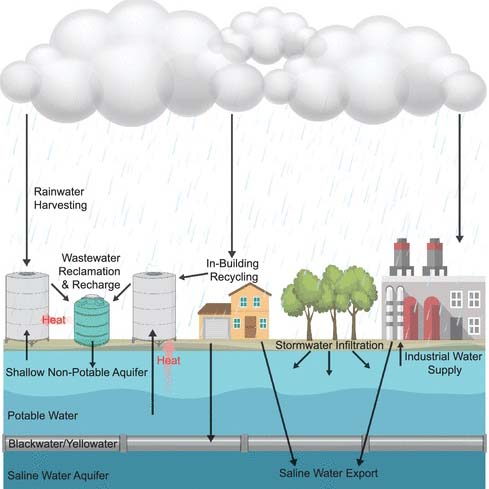 Rainwater
Harvesting
Wastewater
Reclamation
& Recharge
In-Building
Recycling
Heat
Heat
Stormwater Infiltration
Industrial Water
Supply
Shallow Non-Potable Aquifer
Potable Water
Blackwater/Yellowater
Saline Water Aquifer
Saline Water Export